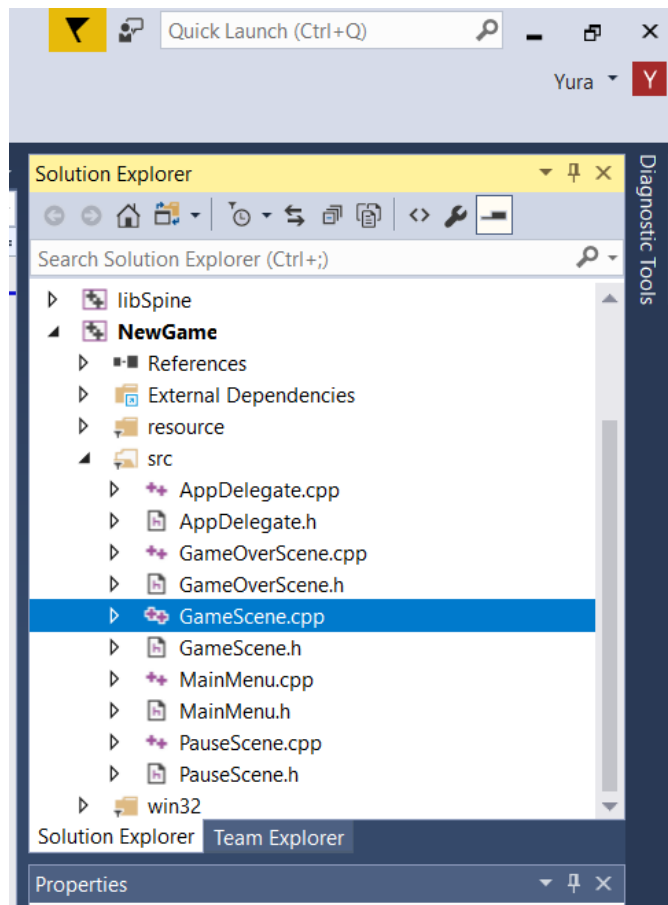 Quick Launch (Ctrl+Q)
Yura Y
Solution Explorer
Search Solution Explorer (Ctrl+;)
libSpine
NewGame
References
External Dependencies
resource
src
AppDelegate.cpp
AppDelegate.h
GameOverScene.cpp
GameOverScene.h
GameScene.cpp
GameScene.h
MainMenu.cpp
MainMenu.h
PauseScene.cpp
PauseScene.h
win32
Solution Explorer Team Explorer
Properties
Diagnostic Tools